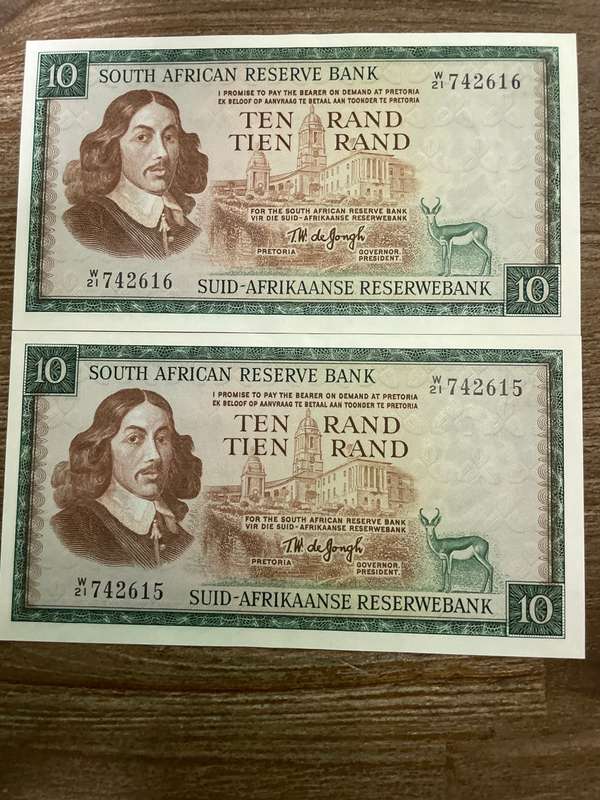 10 SOUTH AFRICAN RESERVE BANK W/21 742616
I PROMISE TO PAY THE BEARER ON DEMAND AT PRETORIA
EK BELOOF OP AANVRAAG TE BETAAL AAN TOONDER TE PRETORIA
TEN RAND
TIEN RAND
FOR THE SOUTH AFRICAN RESERVE BANK
VIR DIE SUID-AFRIKAANSE RESERWEBANK
T.W. de Jongh
PRETORIA GOVERNOR.
PRESIDENT.
W/21 742616 SUID-AFRIKAANSE RESERWEBANK 10
10 SOUTH AFRICAN RESERVE BANK W/21 742615
I PROMISE TO PAY THE BEARER ON DEMAND AT PRETORIA
EK BELOOF OP AANVRAAG TE BETAAL AAN TOONDER TE PRETORIA
TEN RAND
TIEN RAND
FOR THE SOUTH AFRICAN RESERVE BANK
VIR DIE SUID-AFRIKAANSE RESERWEBANK
T.W. de Jongh
PRETORIA GOVERNOR.
PRESIDENT.
W/21 742615 SUID-AFRIKAANSE RESERWEBANK 10